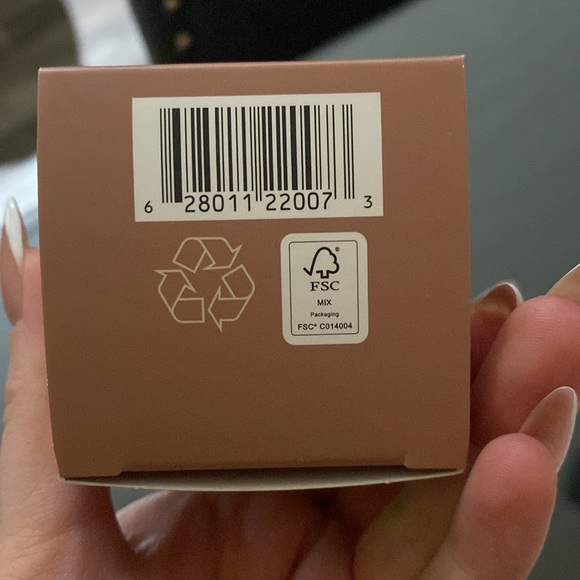 6 28011 22007 3
®
FSC
MIX
Packaging
FSC® C014004